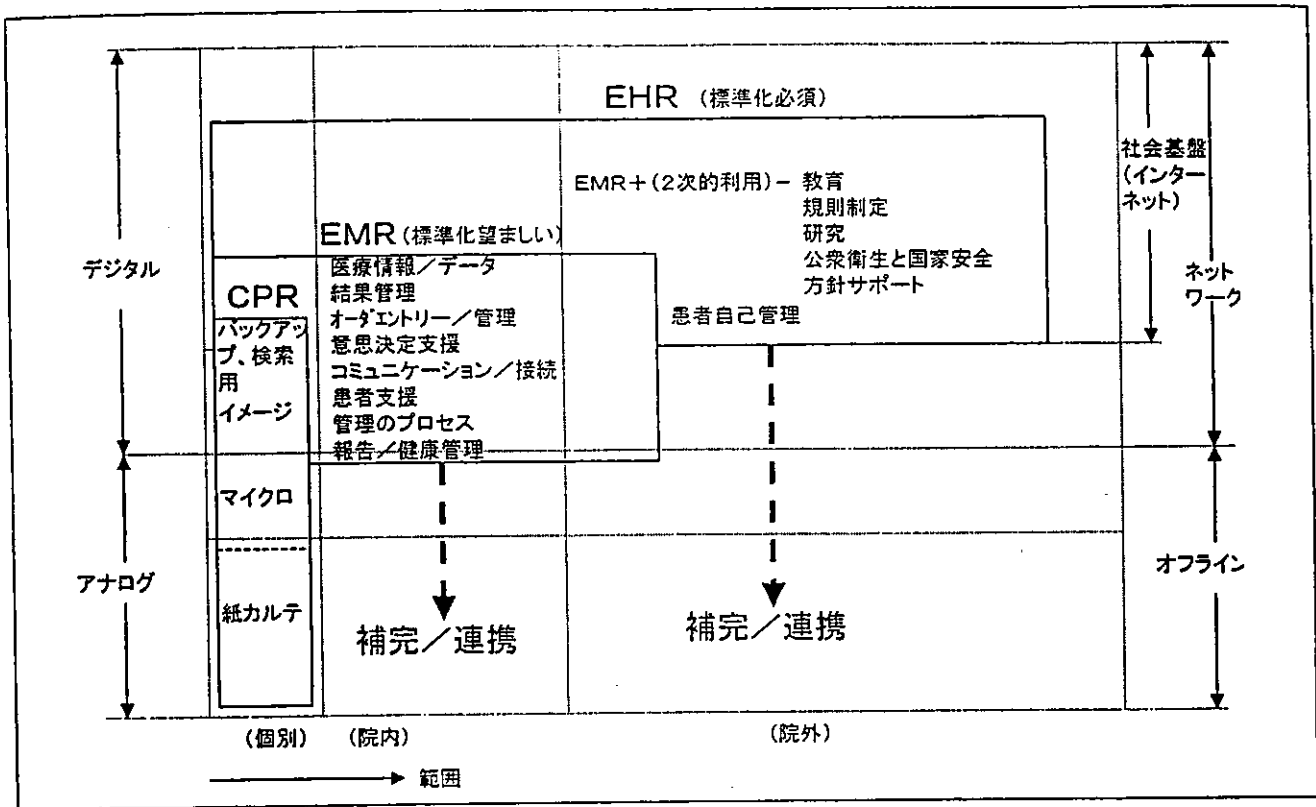 EHR (標準化必須)
社会基盤
(インター
ネット)
EMR+(2次的利用)- 教育
規則制定
研究
公衆衛生と国家安全
方針サポート
EMR(標準化望ましい)
デジタル
医療情報/データ
結果管理
オーダエントリー/管理
意思決定支援
コミュニケーション/接続
患者支援
管理のプロセス
報告/健康管理
患者自己管理
ネット
ワーク
CPR
バックアッ
プ、検索
用
イメージ
マイクロ
アナログ
紙カルテ
補完/連携
補完/連携
オフライン
(個別)
(院内)
(院外)
範囲